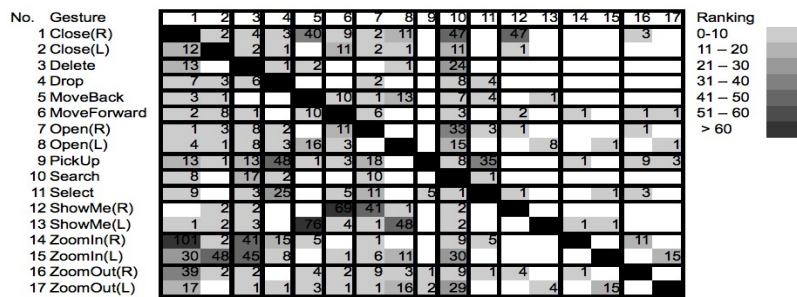 No. Gesture 1 2 3 4 5 6 7 8 9 10 11 12 13 14 15 16 17 Ranking
1 Close(R) 2 4 3 40 9 2 11 47 47 3 0-10
2 Close(L) 12 2 1 11 2 1 11 1 11 – 20
3 Delete 13 1 2 1 24 21 – 30
4 Drop 7 3 6 2 8 4 31 – 40
5 MoveBack 3 1 10 1 13 7 4 1 41 – 50
6 MoveForward 2 8 1 10 6 3 2 1 1 1 51 – 60
7 Open(R) 1 3 8 2 11 33 3 1 1 > 60
8 Open(L) 4 1 8 3 16 3 15 8 1 1
9 PickUp 13 1 13 48 1 3 18 8 35 1 9 3
10 Search 8 17 2 10 1
11 Select 9 3 25 5 11 5 1 1 1 3
12 ShowMe(R) 2 2 69 41 1 2
13 ShowMe(L) 1 2 3 76 4 1 48 2 1 1
14 ZoomIn(R) 101 2 41 15 5 1 9 5 11
15 ZoomIn(L) 30 48 45 8 1 6 11 30 15
16 ZoomOut(R) 39 2 2 4 2 9 3 1 9 1 4 1
17 ZoomOut(L) 17 1 1 3 1 1 16 2 29 4 15